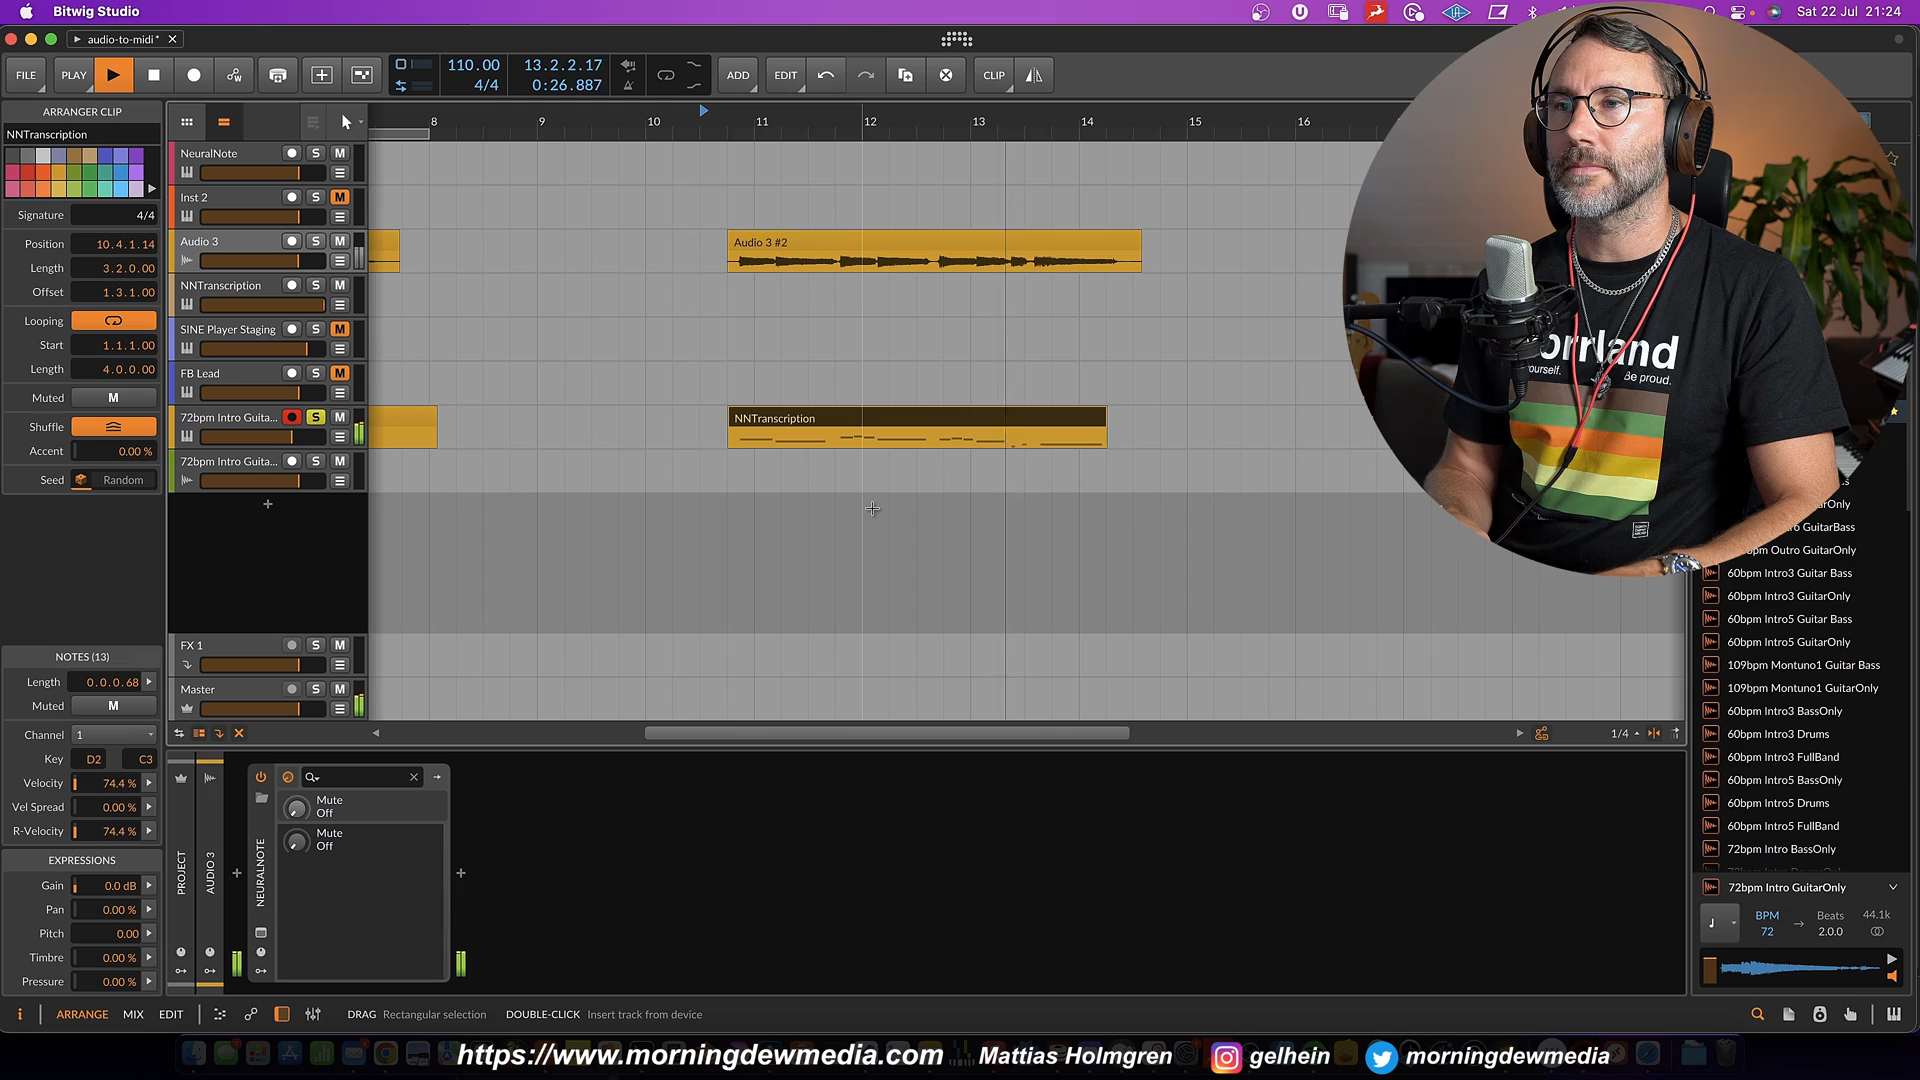 Bitwig Studio
Sat 22 Jul 21:24
audio-to-midi*
FILE
PLAY
110.00
4/4
13.2.2.17
0:26.887
ADD
EDIT
CLIP
ARRANGER CLIP
NNTranscription
Signature 4/4
Position 10.4.1.14
Length 3.2.0.00
Offset 1.3.1.00
Looping
Start 1.1.1.00
Length 4.0.0.00
Muted M
Shuffle
Accent 0.00 %
Seed Random
NOTES (13)
Length 0.0.0.68
Muted M
Channel 1
Key D2 C3
Velocity 74.4 %
Vel Spread 0.00 %
R-Velocity 74.4 %
EXPRESSIONS
Gain 0.0 dB
Pan 0.00 %
Pitch 0.00
Timbre 0.00 %
Pressure 0.00 %
8 9 10 11 12 13 14 15 16
NeuralNote S M
Inst 2 S M
Audio 3 S M
NNTranscription S M
SINE Player Staging S M
FB Lead S M
72bpm Intro Guita... S M
72bpm Intro Guita... S M
FX 1 S M
Master S M
Audio 3 #2
NNTranscription
1/4
PROJECT
AUDIO 3
NEURALNOTE
Mute
Off
Mute
Off
orrland
ourself. Be proud.
Outro GuitarOnly
60bpm Intro3 Guitar Bass
60bpm Intro3 GuitarOnly
60bpm Intro5 Guitar Bass
60bpm Intro5 GuitarOnly
109bpm Montuno1 Guitar Bass
109bpm Montuno1 GuitarOnly
60bpm Intro3 BassOnly
60bpm Intro3 Drums
60bpm Intro3 FullBand
60bpm Intro5 BassOnly
60bpm Intro5 Drums
60bpm Intro5 FullBand
72bpm Intro BassOnly
72bpm Intro GuitarOnly
BPM
72
Beats
2.0.0
44.1k
ARRANGE MIX EDIT
DRAG Rectangular selection DOUBLE-CLICK Insert track from device
https://www.morningdewmedia.com Mattias Holmgren gelhein morningdewmedia